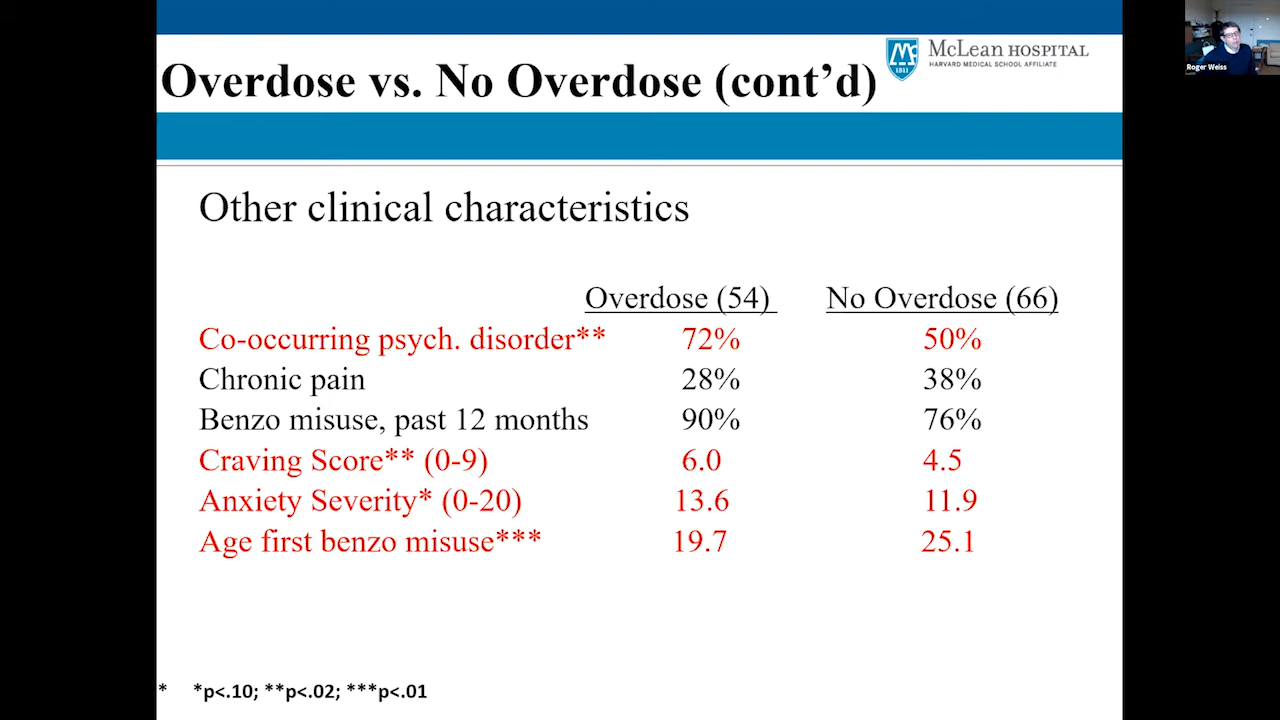 McLean HOSPITAL
HARVARD MEDICAL SCHOOL AFFILIATE
1811
Roger Weiss
Overdose vs. No Overdose (cont’d)
Other clinical characteristics
Overdose (54) No Overdose (66)
Co-occurring psych. disorder** 72% 50%
Chronic pain 28% 38%
Benzo misuse, past 12 months 90% 76%
Craving Score** (0-9) 6.0 4.5
Anxiety Severity* (0-20) 13.6 11.9
Age first benzo misuse*** 19.7 25.1
* *p<.10; **p<.02; ***p<.01